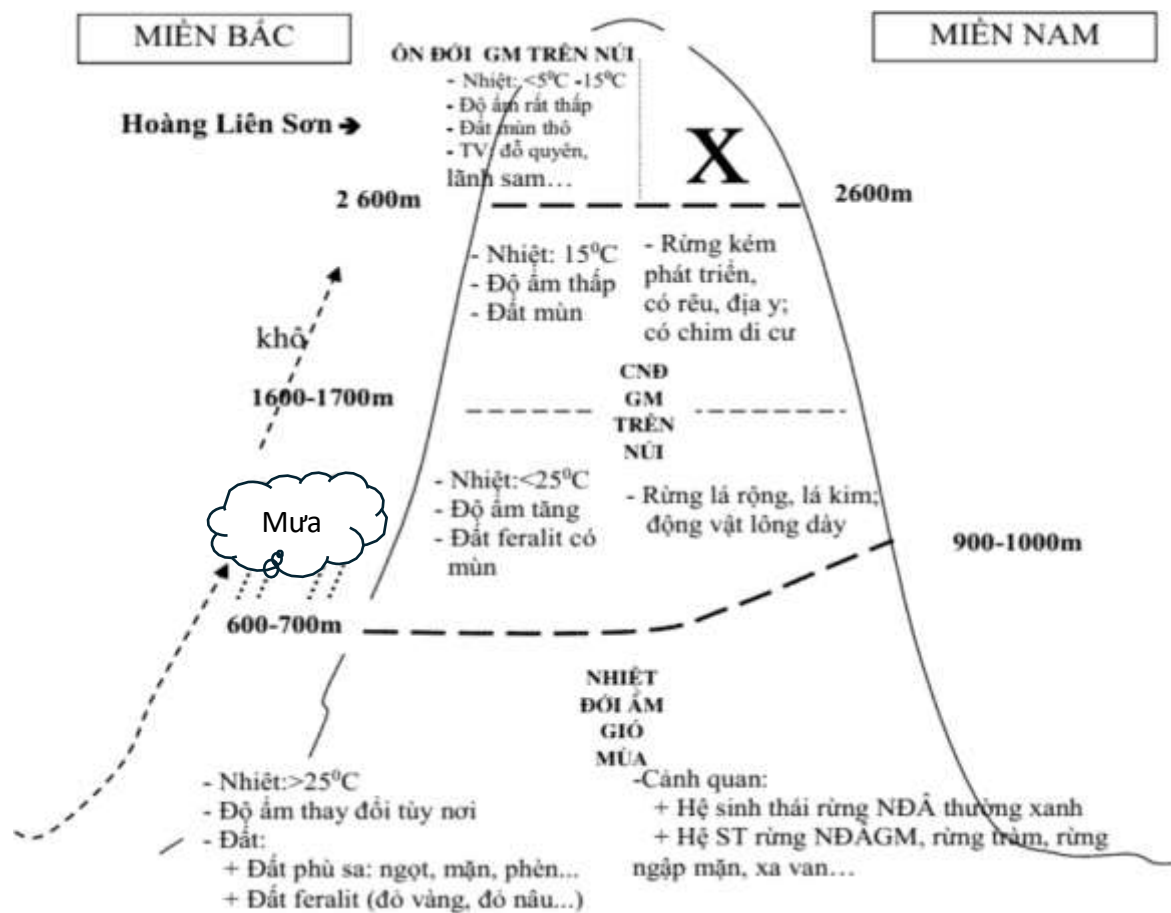 MIỀN BẮC
MIỀN NAM
ÔN ĐỚI GM TRÊN NÚI
- Nhiệt: <5⁰C -15⁰C
- Độ ẩm rất thấp
- Đất mùn thô
- TV: đỗ quyên,
lãnh sam…
Hoàng Liên Sơn →
X
2 600m
2600m
- Nhiệt: 15⁰C
- Độ ẩm thấp
- Đất mùn
- Rừng kém
phát triển,
có rêu, địa y;
có chim di cư
khô
1600-1700m
CNĐ
GM
TRÊN
NÚI
Mưa
- Nhiệt:<25⁰C
- Độ ẩm tăng
- Đất feralit có
mùn
- Rừng lá rộng, lá kim;
động vật lông dày
900-1000m
600-700m
NHIỆT
ĐỚI ẨM
GIÓ
MÙA
- Nhiệt:>25⁰C
- Độ ẩm thay đổi tùy nơi
- Đất:
+ Đất phù sa: ngọt, mặn, phèn...
+ Đất feralit (đỏ vàng, đỏ nâu...)
-Cảnh quan:
+ Hệ sinh thái rừng NĐÂ thường xanh
+ Hệ ST rừng NĐÂGM, rừng tràm, rừng
ngập mặn, xa van…